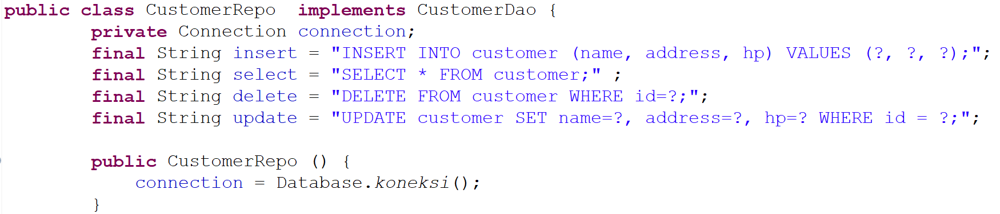 public class CustomerRepo  implements CustomerDao {
        private Connection connection;
        final String insert = "INSERT INTO customer (name, address, hp) VALUES (?, ?, ?);";
        final String select = "SELECT * FROM customer;" ;
        final String delete = "DELETE FROM customer WHERE id=?;";
        final String update = "UPDATE customer SET name=?, address=?, hp=? WHERE id = ?;";

        public CustomerRepo () {
            connection = Database.koneksi();
        }